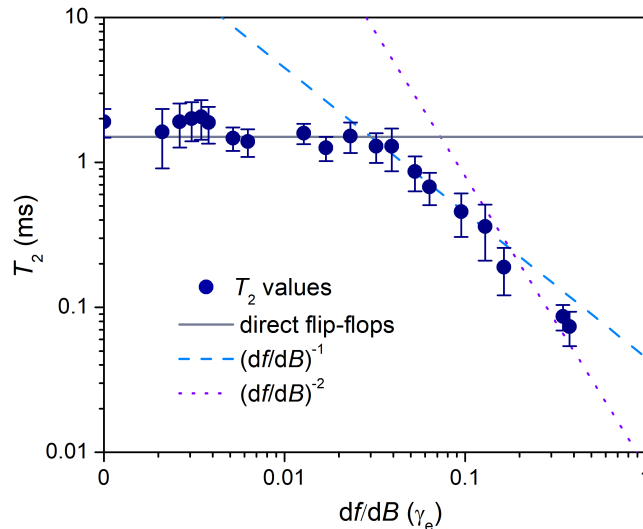 10
1
0.1
0.01
T₂ (ms)
T₂ values
direct flip-flops
(df/dB)⁻¹
(df/dB)⁻²
0
0.01
0.1
1
df/dB (γₑ)